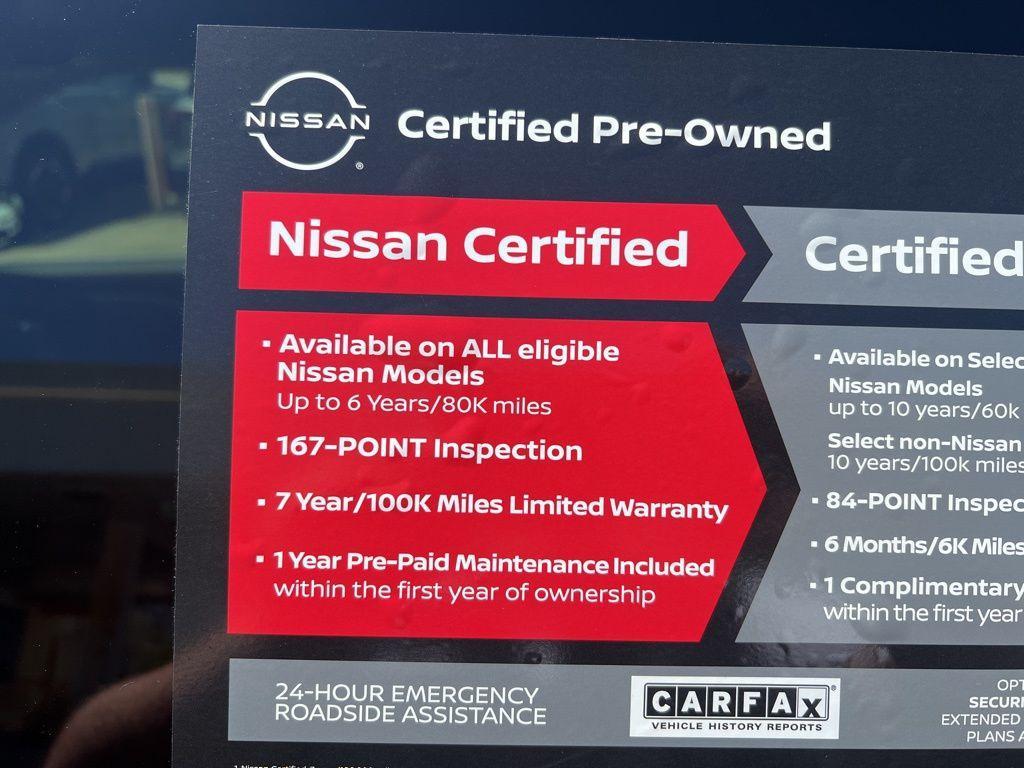 NISSAN
®
Certified Pre-Owned
Nissan Certified
▪ Available on ALL eligible
Nissan Models
Up to 6 Years/80K miles
▪ 167-POINT Inspection
▪ 7 Year/100K Miles Limited Warranty
▪ 1 Year Pre-Paid Maintenance Included
within the first year of ownership
Certified
▪ Available on Selec
Nissan Models
up to 10 years/60k
Select non-Nissan
10 years/100k miles
▪ 84-POINT Inspec
▪ 6 Months/6K Miles
▪ 1 Complimentary
within the first year
24-HOUR EMERGENCY
ROADSIDE ASSISTANCE
CARFAX®
VEHICLE HISTORY REPORTS
OPT
SECURI
EXTENDED
PLANS A